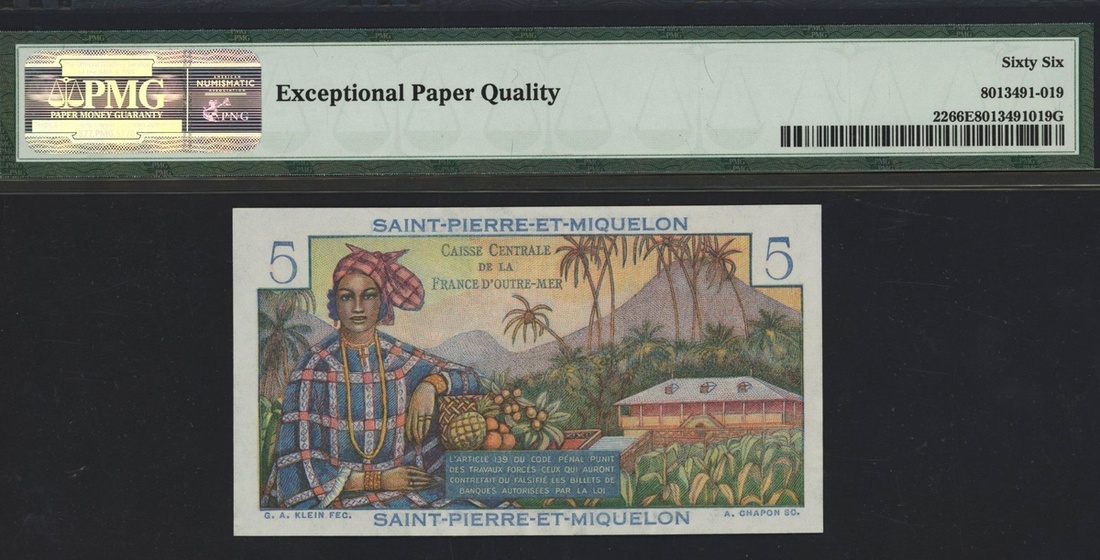 PMG
PAPER MONEY GUARANTY
NUMISMATIC
PNG
Exceptional Paper Quality
Sixty Six
8013491-019
2266E8013491019G
SAINT-PIERRE-ET-MIQUELON
5
CAISSE CENTRALE
DE LA
FRANCE D'OUTRE-MER
5
L'ARTICLE 139 DU CODE PÉNAL PUNIT
DES TRAVAUX FORCÉS CEUX QUI AURONT
CONTREFAIT OU FALSIFIÉ LES BILLETS DE
BANQUES AUTORISÉES PAR LA LOI.
G. A. KLEIN FEC.
SAINT-PIERRE-ET-MIQUELON
A. CHAPON SC.